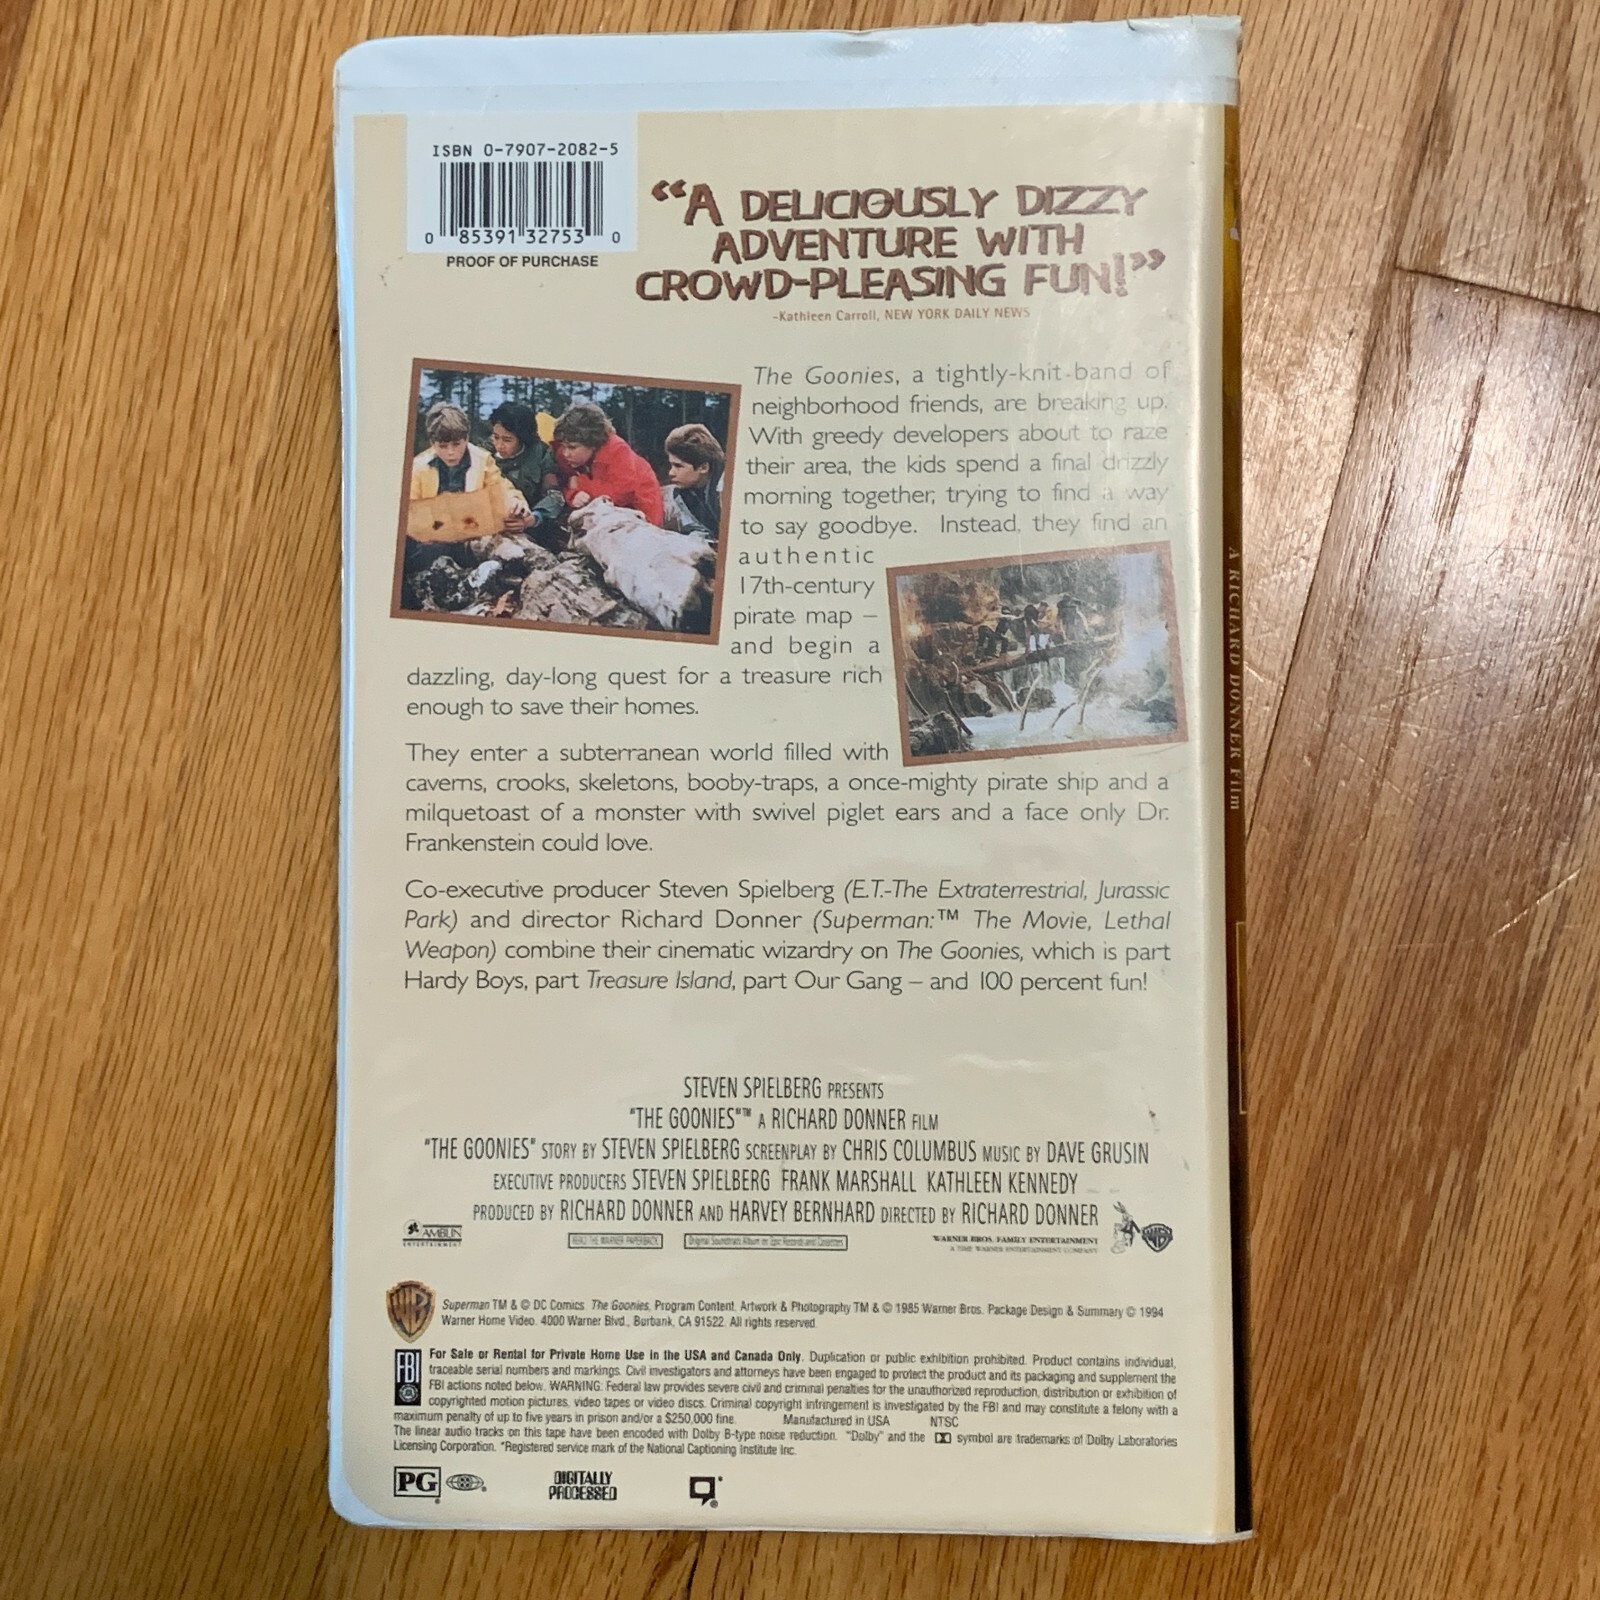 ISBN 0-7907-2082-5
0 85391 32753 0
PROOF OF PURCHASE
“A DELICIOUSLY DIZZY
ADVENTURE WITH
CROWD-PLEASING FUN!”
-Kathleen Carroll, NEW YORK DAILY NEWS
The Goonies, a tightly-knit-band of
neighborhood friends, are breaking up.
With greedy developers about to raze
their area, the kids spend a final drizzly
morning together, trying to find a way
to say goodbye. Instead, they find an
authentic
17th-century
pirate map –
and begin a
dazzling, day-long quest for a treasure rich
enough to save their homes.
They enter a subterranean world filled with
caverns, crooks, skeletons, booby-traps, a once-mighty pirate ship and a
milquetoast of a monster with swivel piglet ears and a face only Dr.
Frankenstein could love.
Co-executive producer Steven Spielberg (E.T.-The Extraterrestrial, Jurassic
Park) and director Richard Donner (Superman:™ The Movie, Lethal
Weapon) combine their cinematic wizardry on The Goonies, which is part
Hardy Boys, part Treasure Island, part Our Gang – and 100 percent fun!
STEVEN SPIELBERG PRESENTS
"THE GOONIES"™ A RICHARD DONNER FILM
"THE GOONIES" STORY BY STEVEN SPIELBERG SCREENPLAY BY CHRIS COLUMBUS MUSIC BY DAVE GRUSIN
EXECUTIVE PRODUCERS STEVEN SPIELBERG FRANK MARSHALL KATHLEEN KENNEDY
PRODUCED BY RICHARD DONNER AND HARVEY BERNHARD DIRECTED BY RICHARD DONNER
AMBLIN
ENTERTAINMENT
READ THE WARNER PAPERBACK
Original Soundtrack Album on Epic Records and Cassettes
WARNER BROS. FAMILY ENTERTAINMENT
A TIME WARNER ENTERTAINMENT COMPANY
WB
Superman TM & © DC Comics. The Goonies, Program Content, Artwork & Photography TM & © 1985 Warner Bros. Package Design & Summary © 1994
Warner Home Video. 4000 Warner Blvd., Burbank, CA 91522. All rights reserved.
FBI
For Sale or Rental for Private Home Use in the USA and Canada Only. Duplication or public exhibition prohibited. Product contains individual,
traceable serial numbers and markings. Civil investigators and attorneys have been engaged to protect the product and its packaging and supplement the
FBI actions noted below. WARNING: Federal law provides severe civil and criminal penalties for the unauthorized reproduction, distribution or exhibition of
copyrighted motion pictures, video tapes or video discs. Criminal copyright infringement is investigated by the FBI and may constitute a felony with a
maximum penalty of up to five years in prison and/or a $250,000 fine. Manufactured in USA NTSC
The linear audio tracks on this tape have been encoded with Dolby B-type noise reduction. "Dolby" and the symbol are trademarks of Dolby Laboratories
Licensing Corporation. *Registered service mark of the National Captioning Institute Inc.
PG
DIGITALLY
PROCESSED
A RICHARD DONNER Film